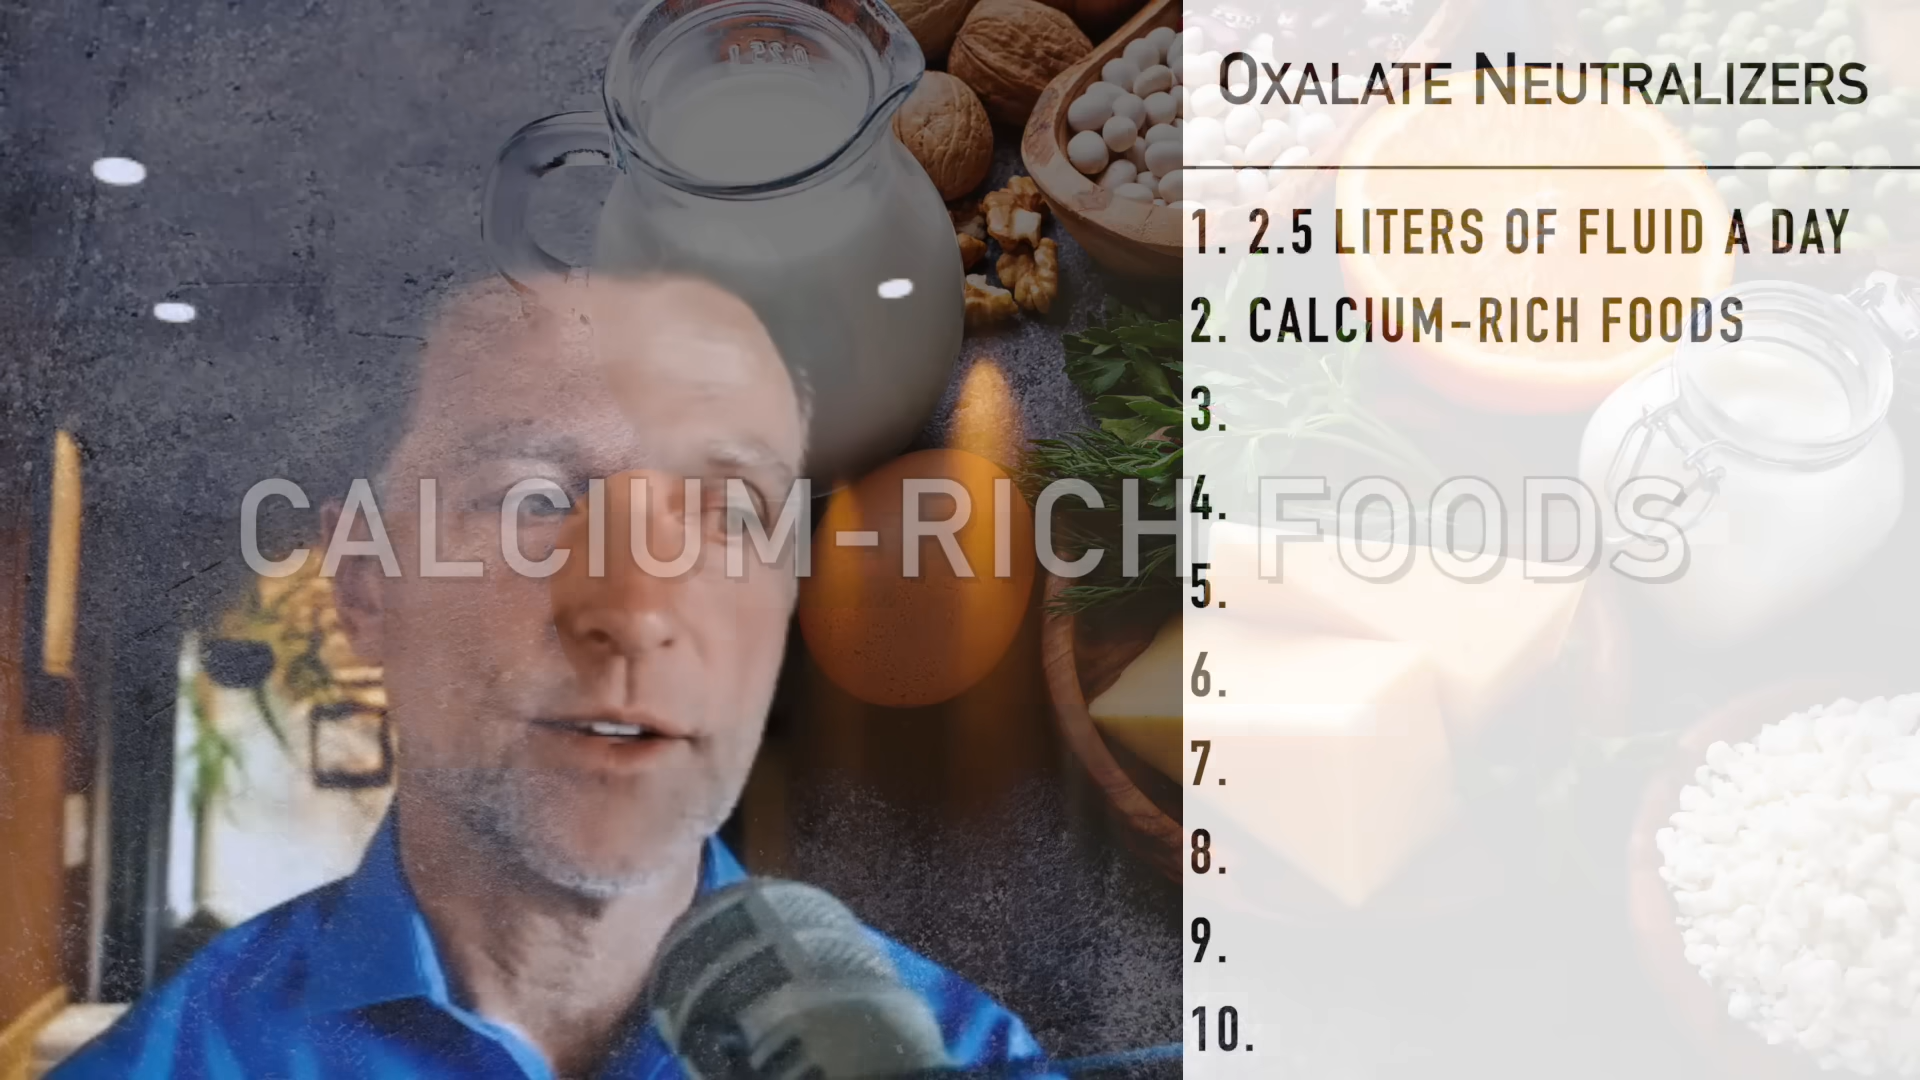 OXALATE NEUTRALIZERS
1. 2.5 LITERS OF FLUID A DAY
2. CALCIUM-RICH FOODS
3.
4.
5.
6.
7.
8.
9.
10.
CALCIUM-RICH FOODS